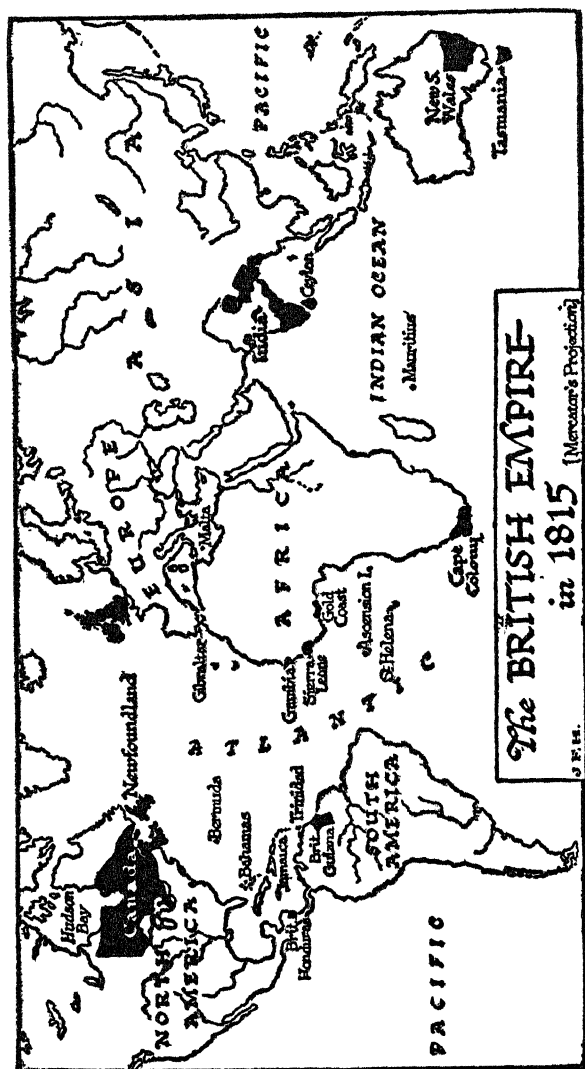 The BRITISH EMPIRE
in 1815 [Mercator's Projection]
J.F.H.
PACIFIC
NORTH
AMERICA
Hudson
Bay
Canada
Newfoundland
Bermuda
Bahamas
Jamaica
Brit.
Honduras
Trinidad
Brit.
Guiana
SOUTH
AMERICA
ATLANTIC
EUROPE
Gibraltar
Malta
AFRICA
Gambia
Sierra
Leone
Gold
Coast
Ascension I.
St Helena
Cape
Colony
ASIA
India
Ceylon
INDIAN OCEAN
Mauritius
PACIFIC
New S.
Wales
Tasmania